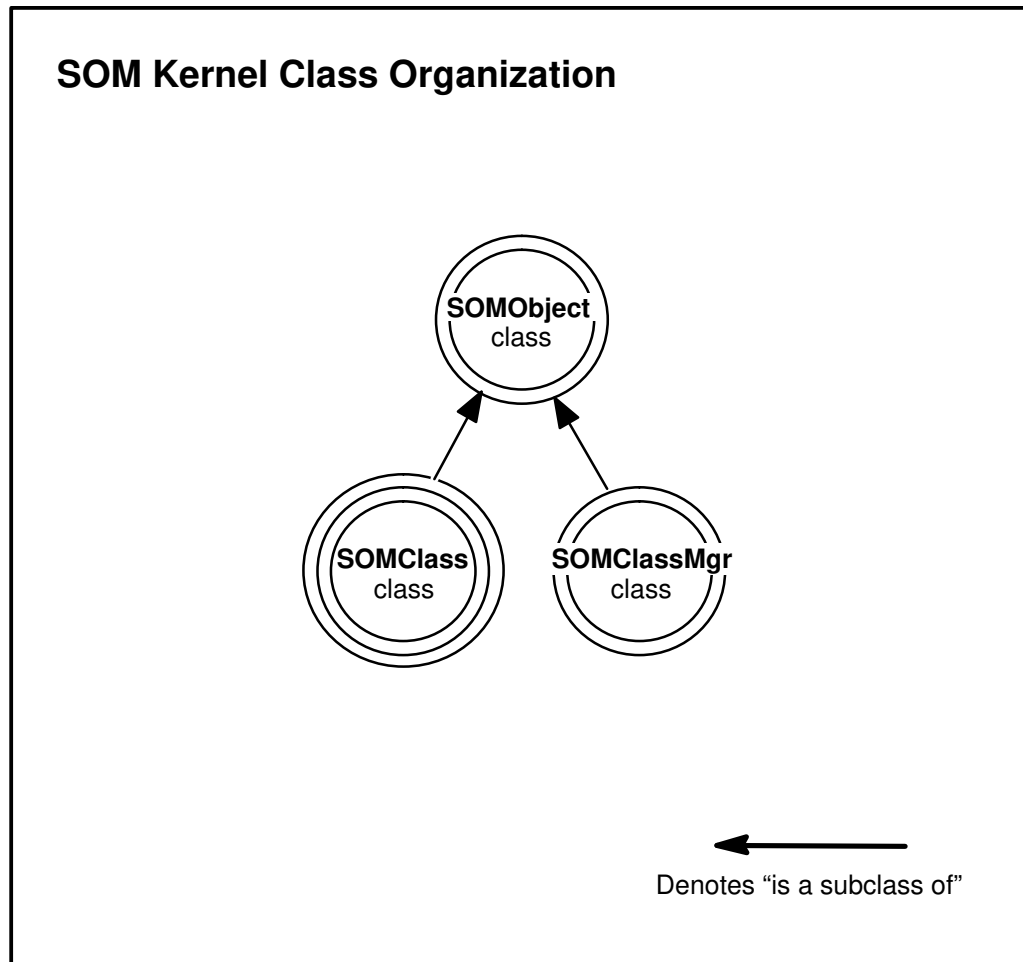 SOM Kernel Class Organization
SOMObject
class
SOMClass
class
SOMClassMgr
class
Denotes “is a subclass of”